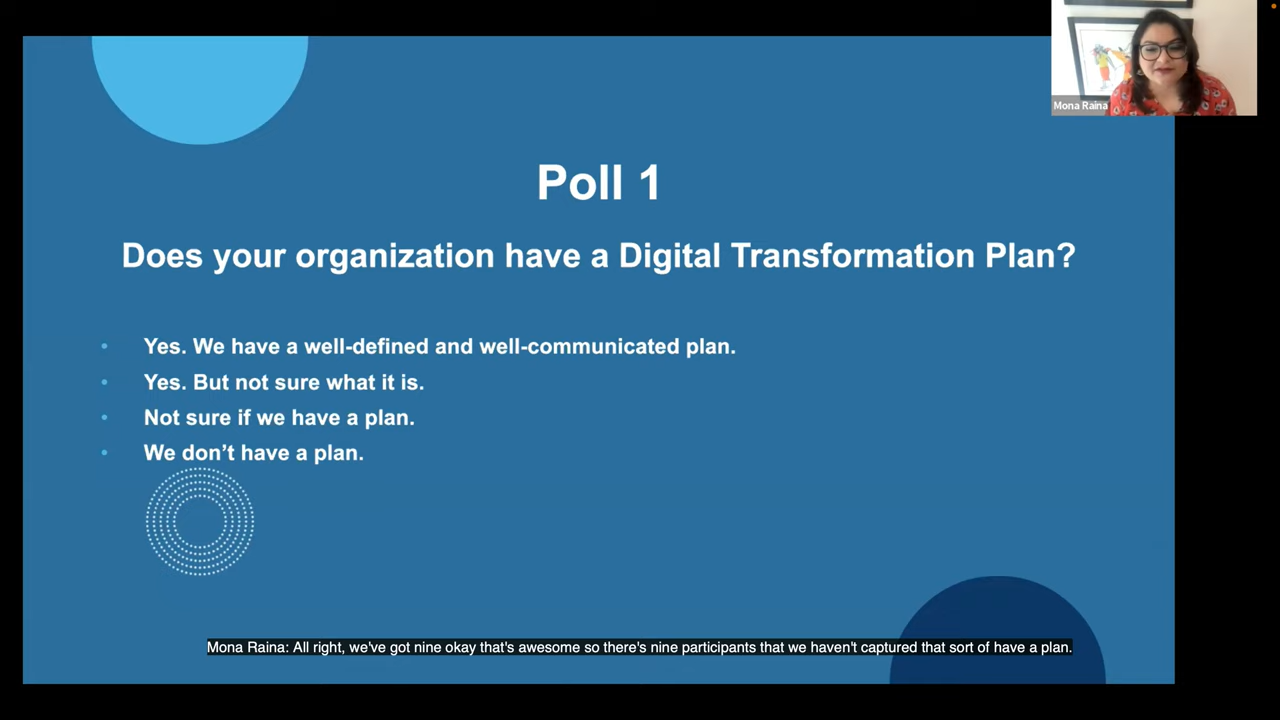 Mona Raina
Poll 1
Does your organization have a Digital Transformation Plan?
• Yes. We have a well-defined and well-communicated plan.
• Yes. But not sure what it is.
• Not sure if we have a plan.
• We don’t have a plan.
Mona Raina: All right, we've got nine okay that's awesome so there's nine participants that we haven't captured that sort of have a plan.